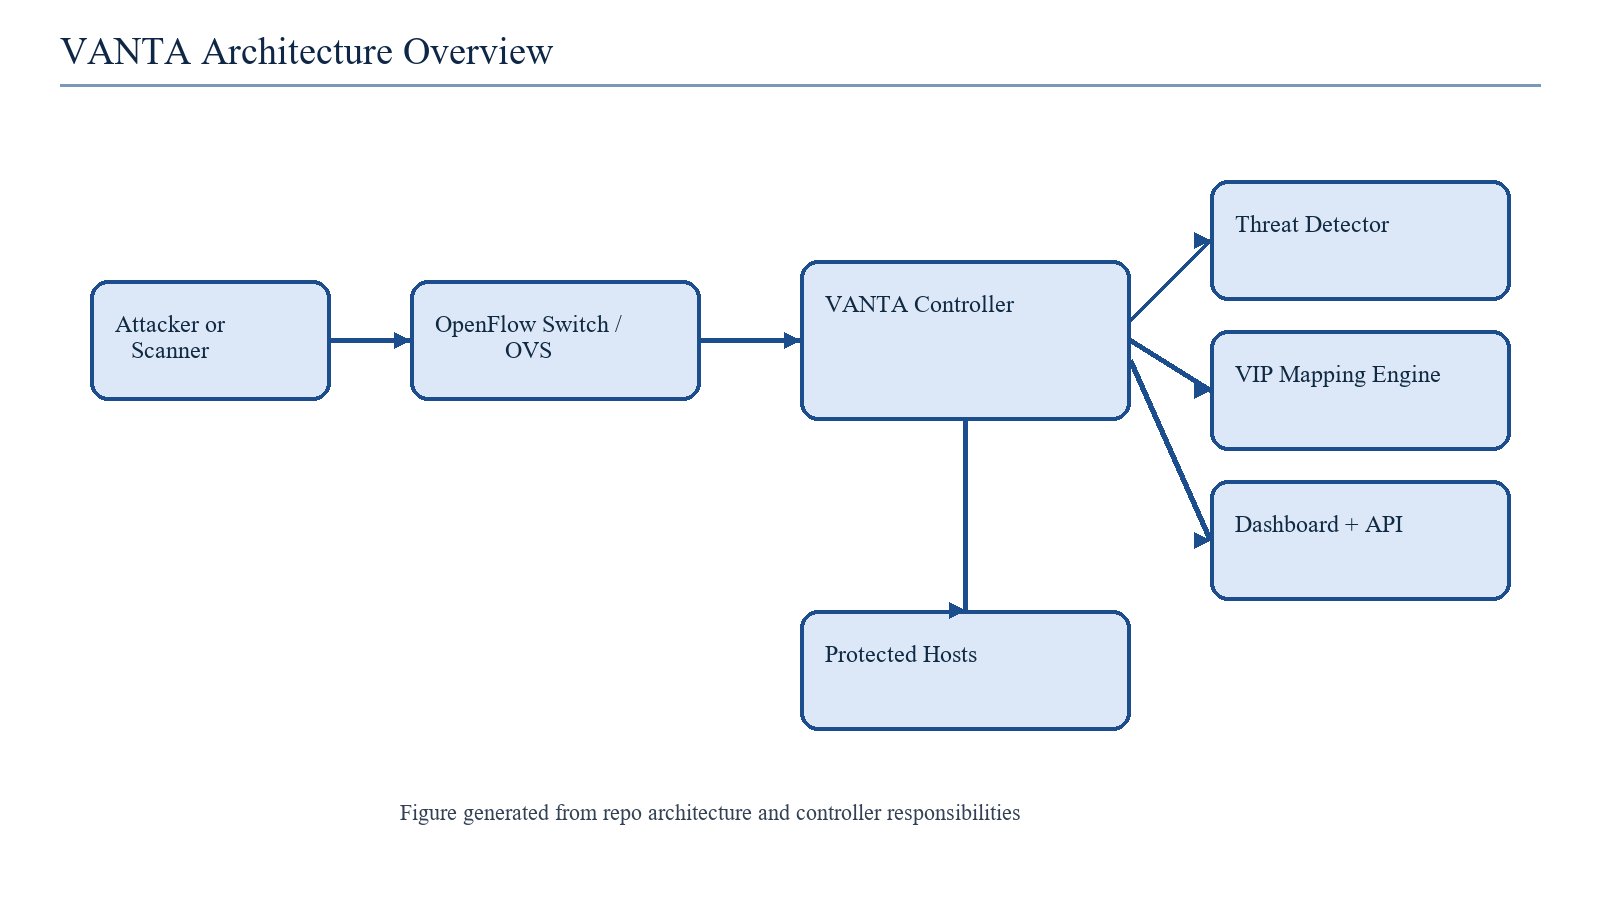 VANTA Architecture Overview
Attacker or
Scanner
OpenFlow Switch /
OVS
VANTA Controller
Threat Detector
VIP Mapping Engine
Dashboard + API
Protected Hosts
Figure generated from repo architecture and controller responsibilities